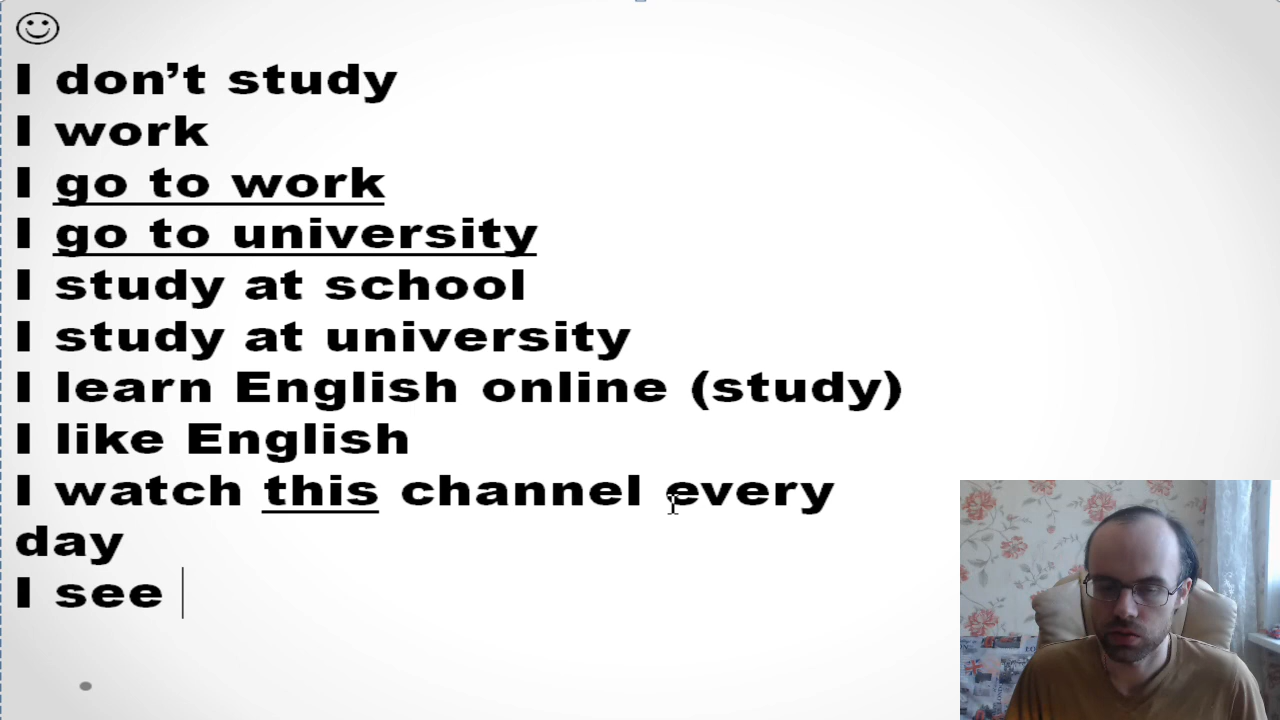 I don’t study
I work
I go to work
I go to university
I study at school
I study at university
I learn English online (study)
I like English
I watch this channel every
day
I see